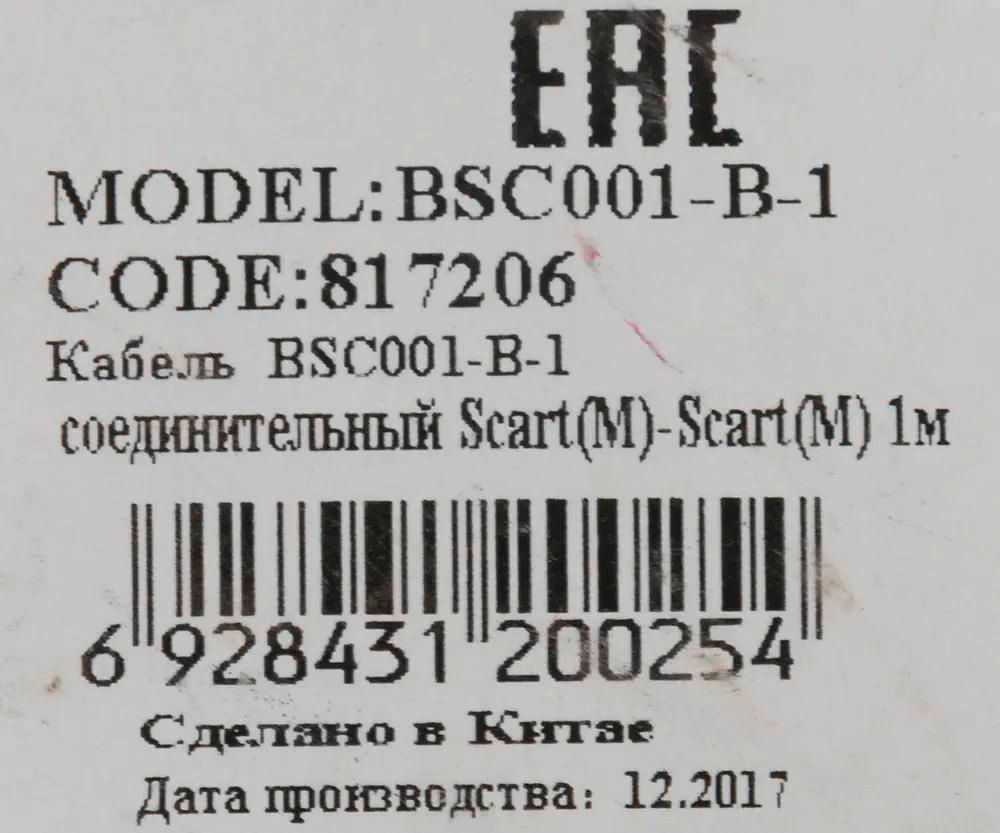 EAC
MODEL:BSC001-B-1
CODE:817206
Кабель BSC001-B-1
соединительный Scart(M)-Scart(M) 1м
6 928431 200254
Сделано в Китае
Дата производства: 12.2017